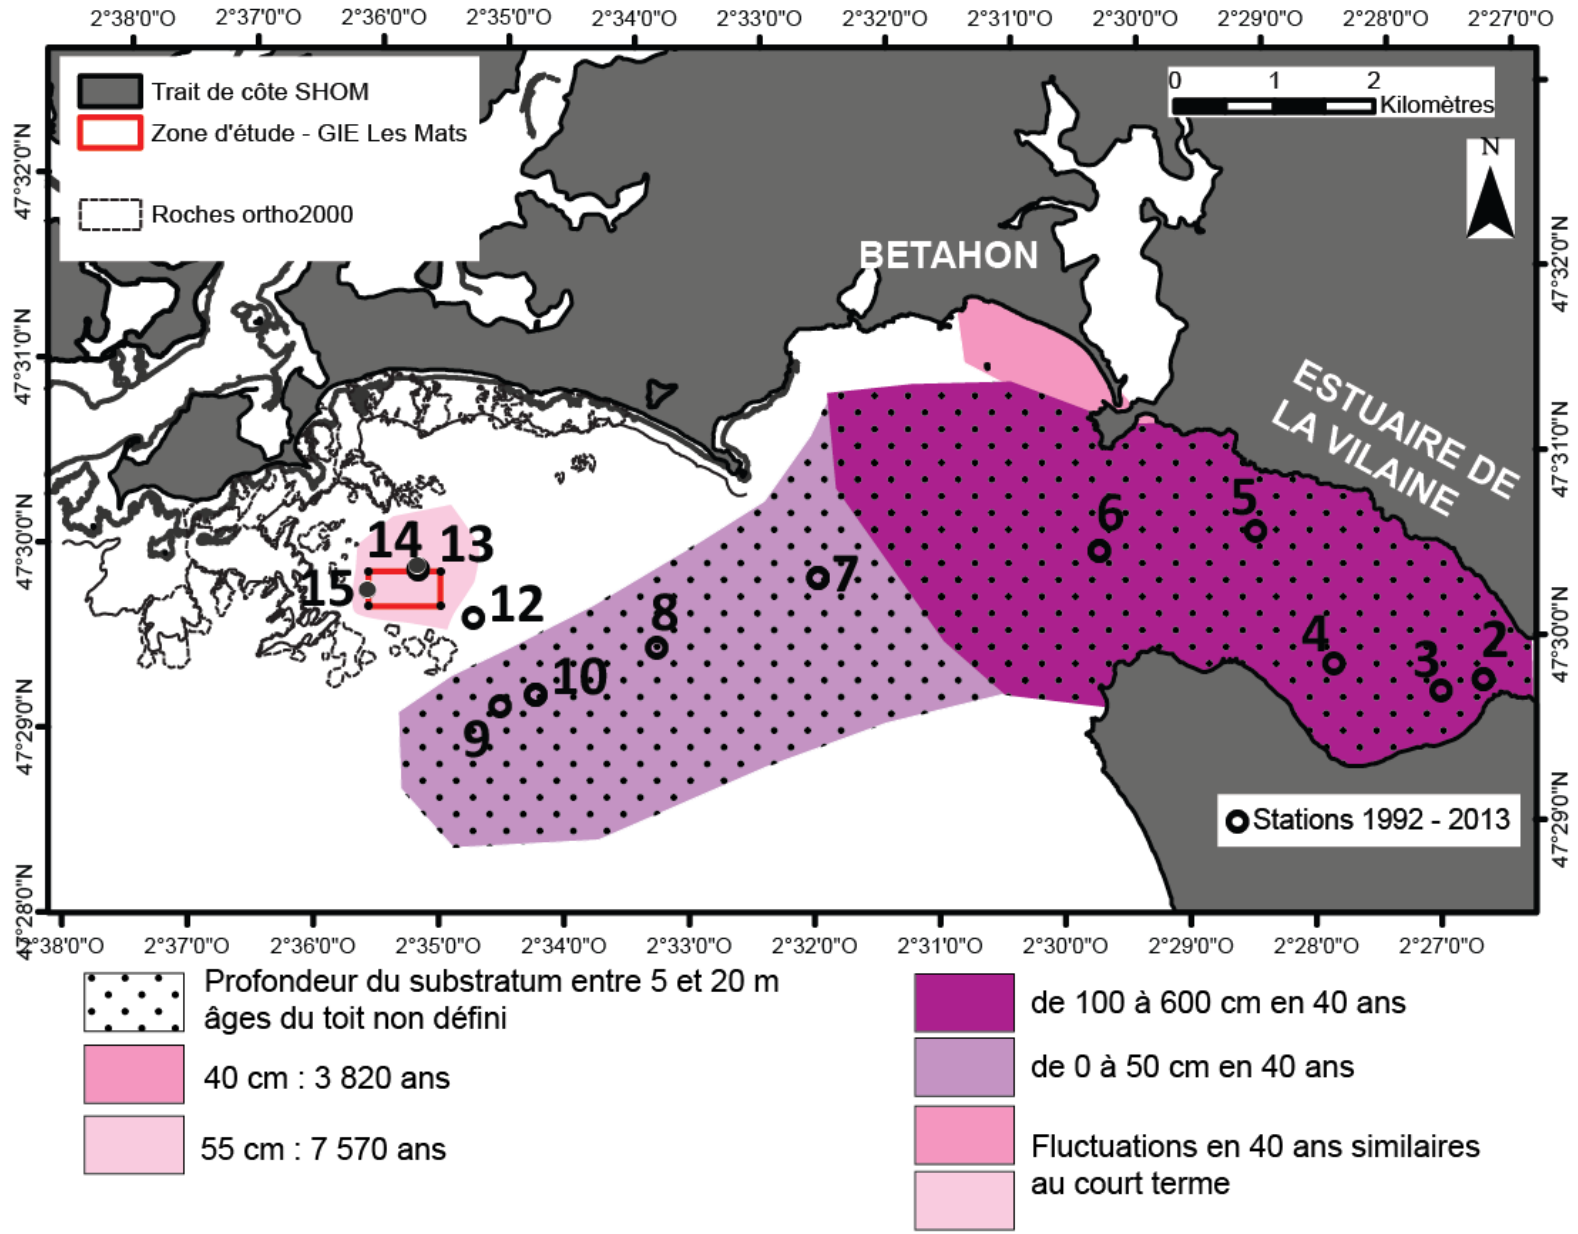 2°38'0"O 2°37'0"O 2°36'0"O 2°35'0"O 2°34'0"O 2°33'0"O 2°32'0"O 2°31'0"O 2°30'0"O 2°29'0"O 2°28'0"O 2°27'0"O
Trait de côte SHOM
Zone d'étude - GIE Les Mats
Roches ortho2000
0 1 2
Kilomètres
N
47°32'0"N
47°31'0"N
47°30'0"N
47°29'0"N
47°28'0"N
47°32'0"N
47°31'0"N
47°30'0"N
47°29'0"N
BETAHON
ESTUAIRE DE
LA VILAINE
14
13
15
12
5
6
7
8
4
2
3
10
9
Stations 1992 - 2013
2°38'0"O 2°37'0"O 2°36'0"O 2°35'0"O 2°34'0"O 2°33'0"O 2°32'0"O 2°31'0"O 2°30'0"O 2°29'0"O 2°28'0"O 2°27'0"O
Profondeur du substratum entre 5 et 20 m
âges du toit non défini
40 cm : 3 820 ans
55 cm : 7 570 ans
de 100 à 600 cm en 40 ans
de 0 à 50 cm en 40 ans
Fluctuations en 40 ans similaires
au court terme